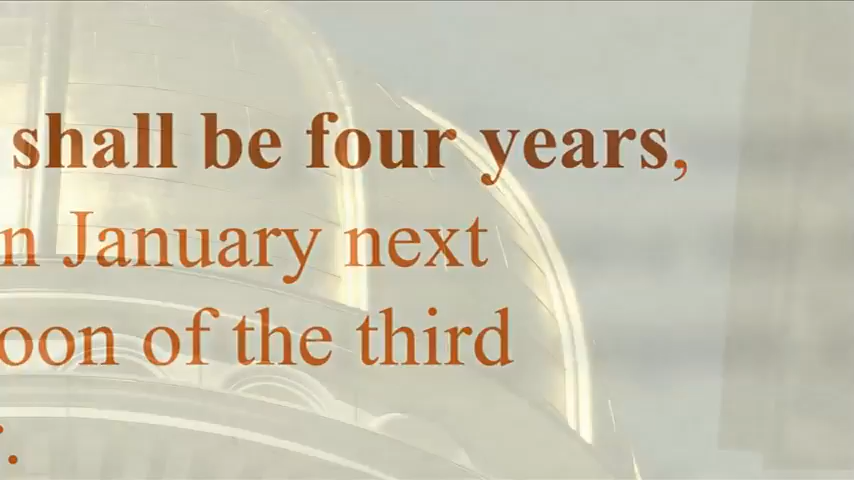 shall be four years,
n January next
oon of the third
.